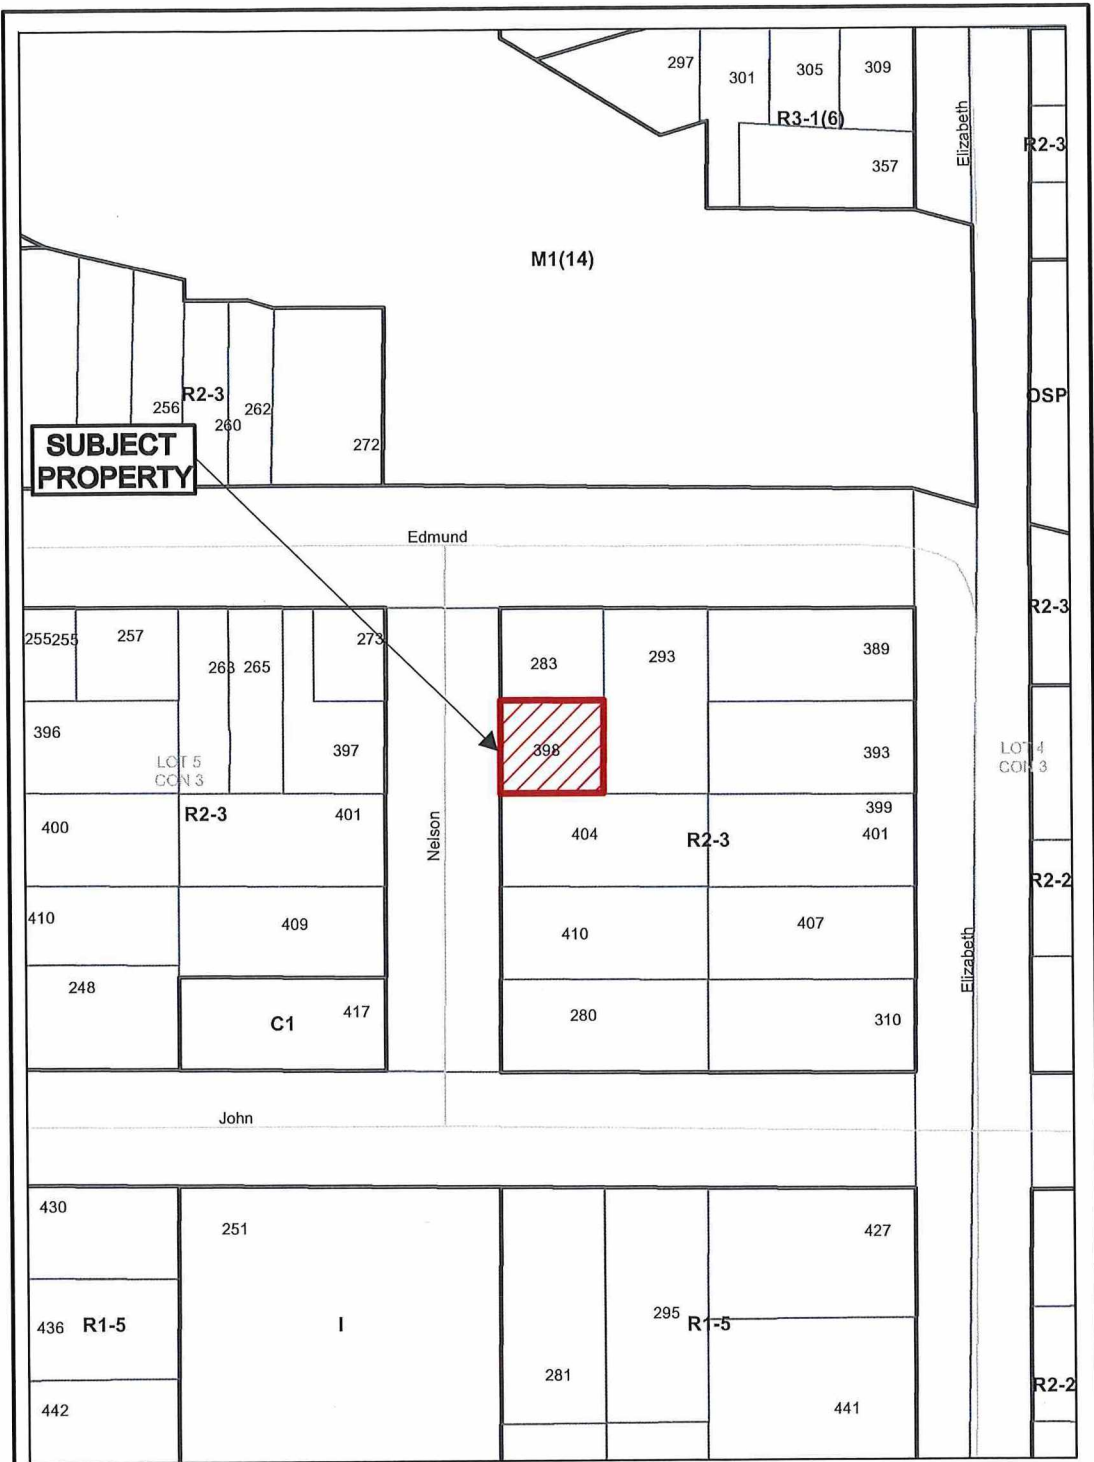 297
301
305
309
R3-1(6)
357
Elizabeth
R2-3
M1(14)
OSP
256
R2-3
260
262
272
SUBJECT
PROPERTY
Edmund
R2-3
255
255
257
263
265
273
283
293
389
396
397
398
393
LOT 5
CON 3
LOT 4
CON 3
400
R2-3
401
Nelson
404
R2-3
399
401
R2-2
410
409
410
407
Elizabeth
248
C1
417
280
310
John
430
251
427
436
R1-5
I
295
R1-5
281
R2-2
442
441